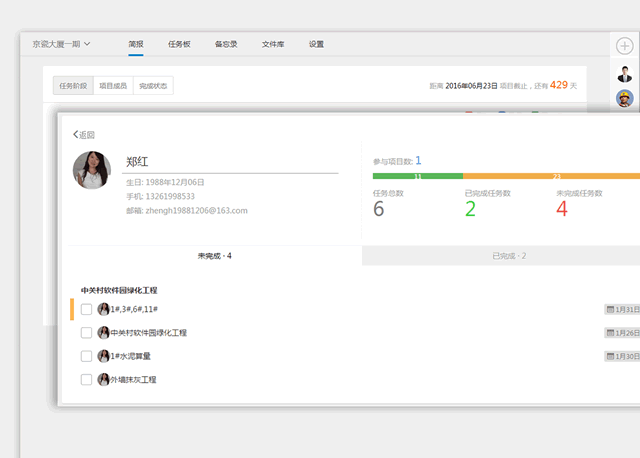 京瓷大厦一期 简报 任务板 备忘录 文件库 设置
任务阶段 项目成员 完成状态 距离 2016年06月23日 项目截止，还有 429 天
返回
郑红
生日: 1988年12月06日
手机: 13261998533
邮箱: zhengh19881206@163.com
参与项目数: 1
11 23
任务总数 已完成任务数 未完成任务数
6 2 4
未完成 · 4 已完成 · 2
中关村软件园绿化工程
1#,3#,6#,11# 1月31日
中关村软件园绿化工程 1月26日
1#水泥算量 1月30日
外墙抹灰工程